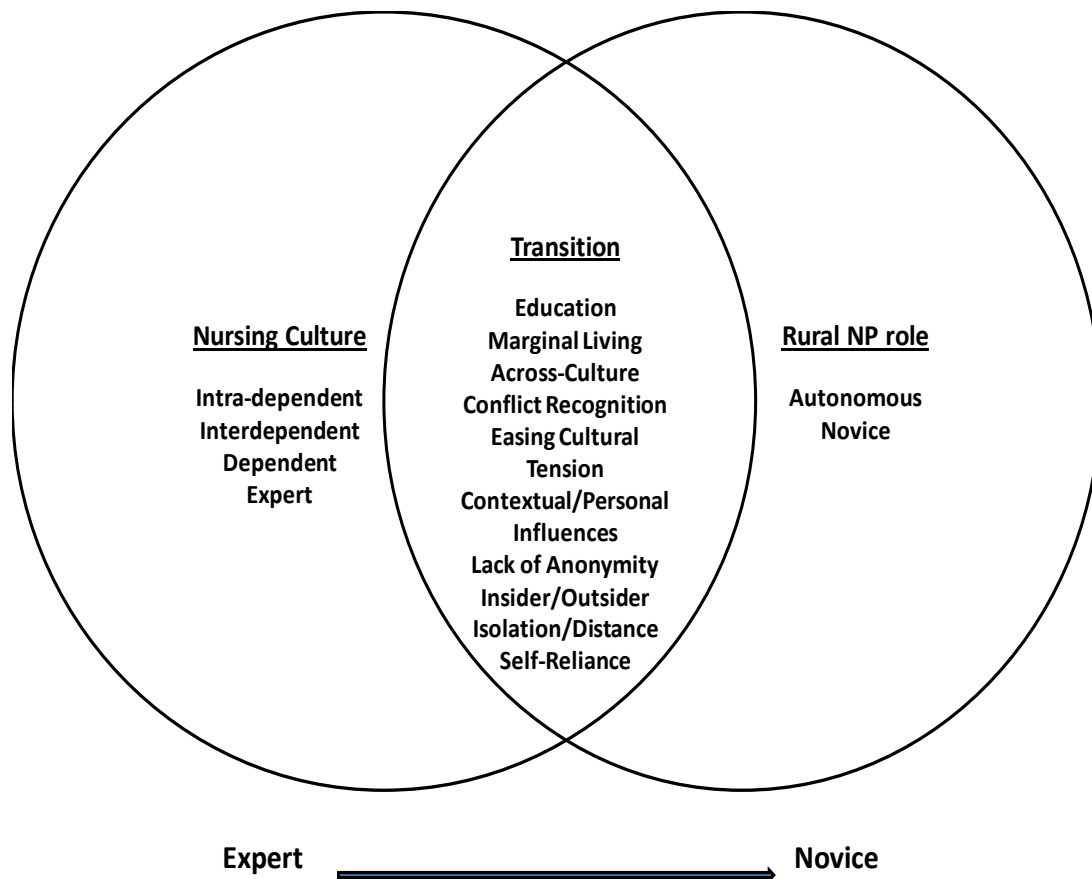 Nursing Culture
Intra-dependent
Interdependent
Dependent
Expert
Transition
Education
Marginal Living
Across-Culture
Conflict Recognition
Easing Cultural
Tension
Contextual/Personal
Influences
Lack of Anonymity
Insider/Outsider
Isolation/Distance
Self-Reliance
Rural NP role
Autonomous
Novice
Expert
Novice